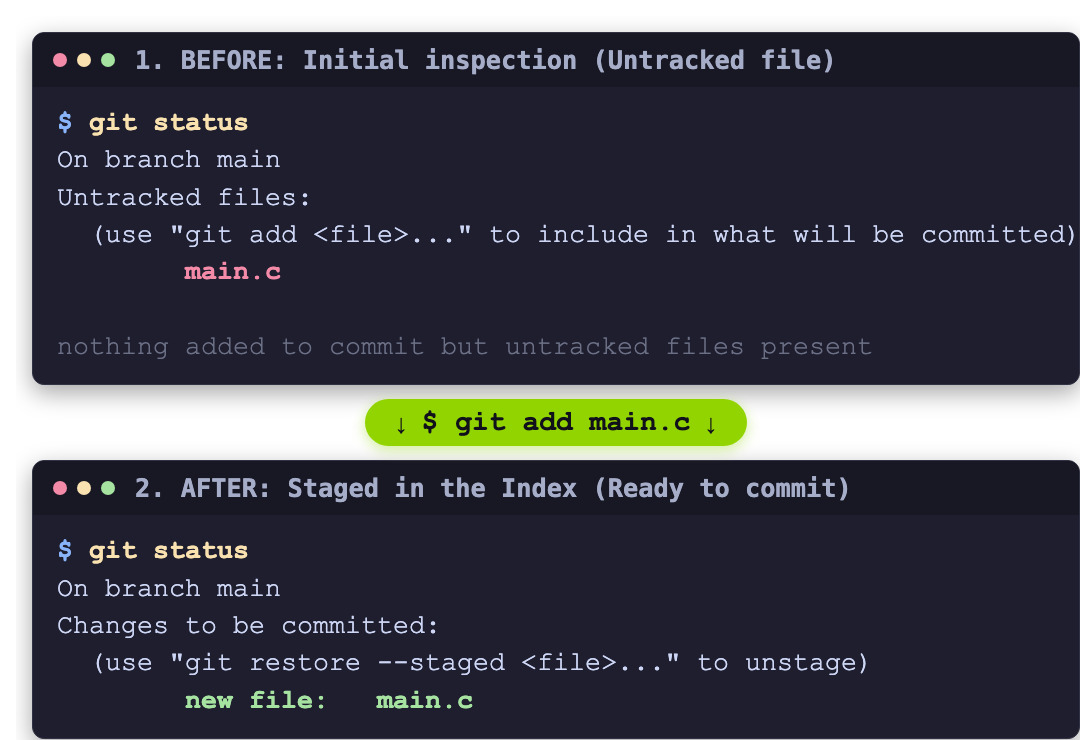 1. BEFORE: Initial inspection (Untracked file)
$ git status
On branch main
Untracked files:
(use "git add <file>..." to include in what will be committed)
main.c
nothing added to commit but untracked files present
↓ $ git add main.c ↓
2. AFTER: Staged in the Index (Ready to commit)
$ git status
On branch main
Changes to be committed:
(use "git restore --staged <file>..." to unstage)
new file:   main.c